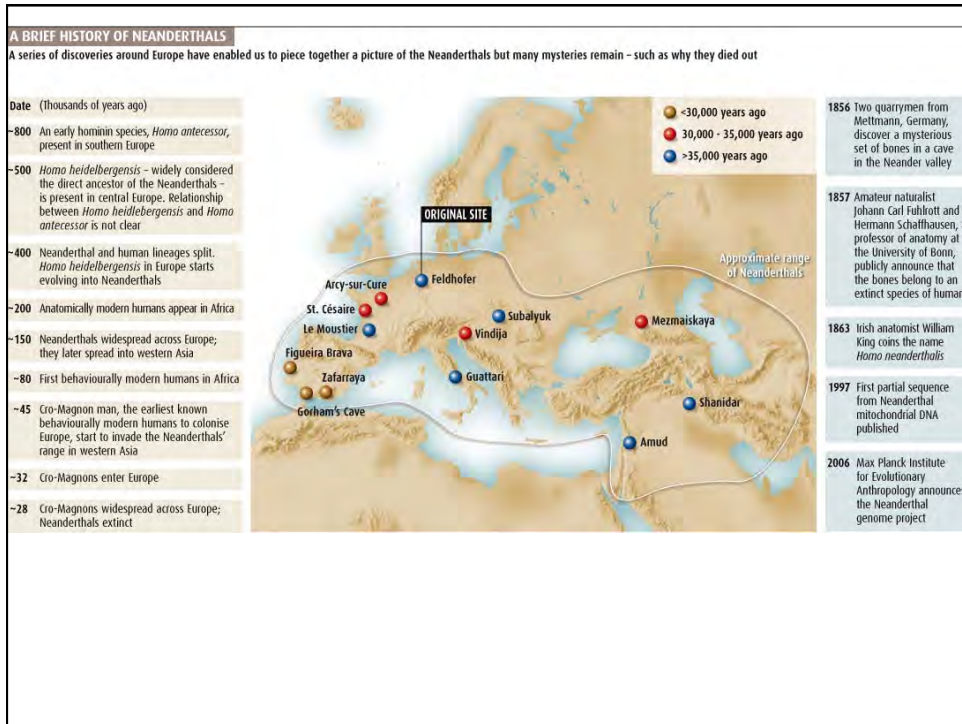 A BRIEF HISTORY OF NEANDERTHALS
A series of discoveries around Europe have enabled us to piece together a picture of the Neanderthals but many mysteries remain – such as why they died out
Date (Thousands of years ago)
~800 An early hominin species, Homo antecessor,
present in southern Europe
~500 Homo heidelbergensis – widely considered
the direct ancestor of the Neanderthals –
is present in central Europe. Relationship
between Homo heidlebergensis and Homo
antecessor is not clear
~400 Neanderthal and human lineages split.
Homo heidelbergensis in Europe starts
evolving into Neanderthals
~200 Anatomically modern humans appear in Africa
~150 Neanderthals widespread across Europe;
they later spread into western Asia
~80 First behaviourally modern humans in Africa
~45 Cro-Magnon man, the earliest known
behaviourally modern humans to colonise
Europe, start to invade the Neanderthals'
range in western Asia
~32 Cro-Magnons enter Europe
~28 Cro-Magnons widespread across Europe;
Neanderthals extinct
<30,000 years ago
30,000 - 35,000 years ago
>35,000 years ago
ORIGINAL SITE
Approximate range
of Neanderthals
Feldhofer
Arcy-sur-Cure
St. Césaire
Le Moustier
Subalyuk
Vindija
Mezmaiskaya
Figueira Brava
Zafarraya
Gorham's Cave
Guattari
Shanidar
Amud
1856 Two quarrymen from
Mettmann, Germany,
discover a mysterious
set of bones in a cave
in the Neander valley
1857 Amateur naturalist
Johann Carl Fuhlrott and
Hermann Schaffhausen,
professor of anatomy at
the University of Bonn,
publicly announce that
the bones belong to an
extinct species of human
1863 Irish anatomist William
King coins the name
Homo neanderthalis
1997 First partial sequence
from Neanderthal
mitochondrial DNA
published
2006 Max Planck Institute
for Evolutionary
Anthropology announces
the Neanderthal
genome project